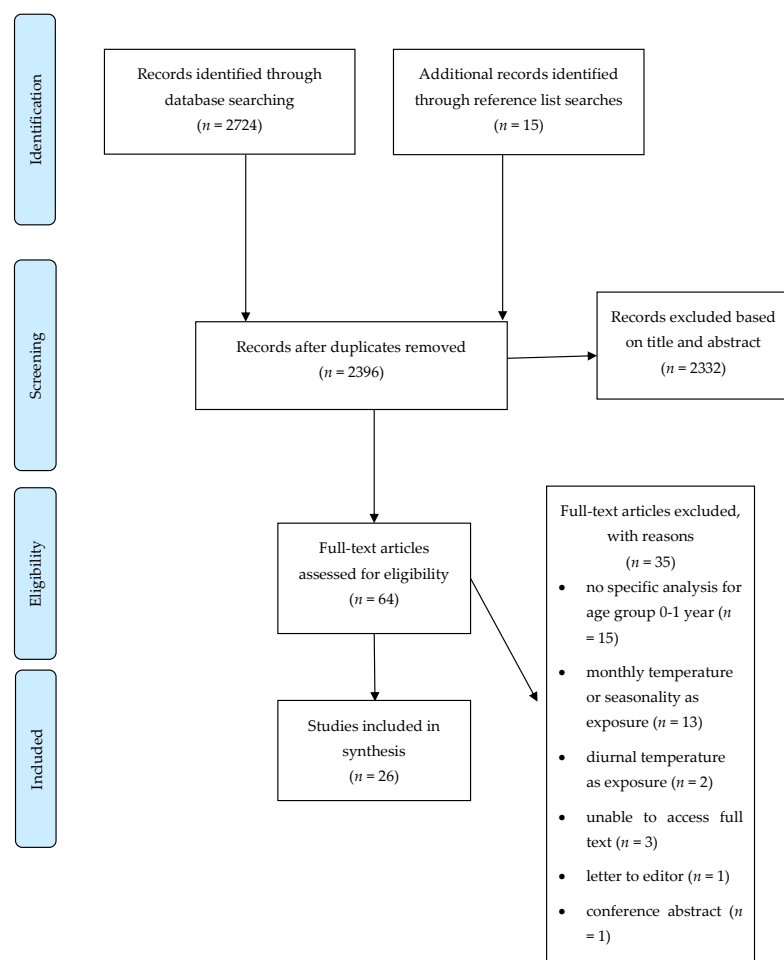 Identification
Records identified through
database searching
(n = 2724)
Additional records identified
through reference list searches
(n = 15)
Screening
Records after duplicates removed
(n = 2396)
Records excluded based
on title and abstract
(n = 2332)
Eligibility
Full-text articles
assessed for eligibility
(n = 64)
Full-text articles excluded,
with reasons
(n = 35)
• no specific analysis for
age group 0-1 year (n
= 15)
• monthly temperature
or seasonality as
exposure (n = 13)
• diurnal temperature
as exposure (n = 2)
• unable to access full
text (n = 3)
• letter to editor (n = 1)
• conference abstract (n
= 1)
Included
Studies included in
synthesis
(n = 26)